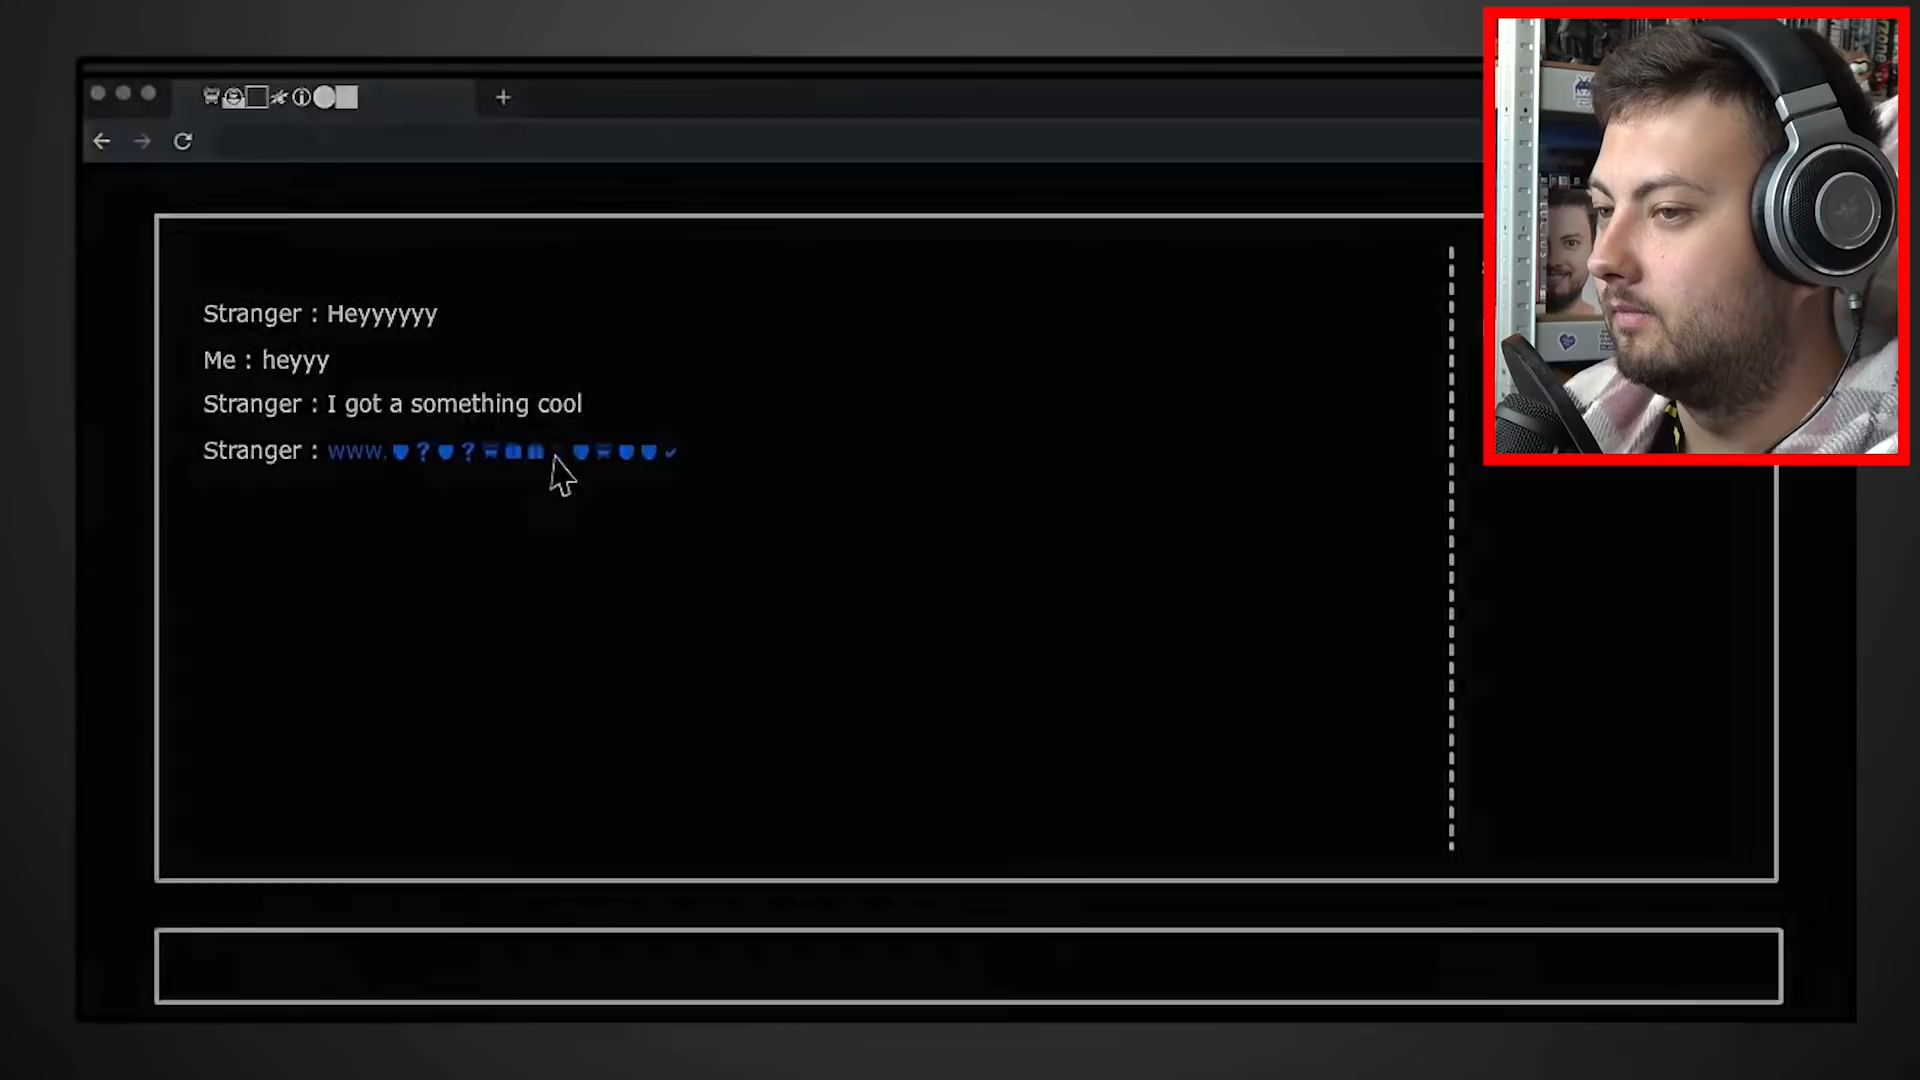 Stranger : Heyyyyyy
Me : heyyy
Stranger : I got a something cool
Stranger : www.